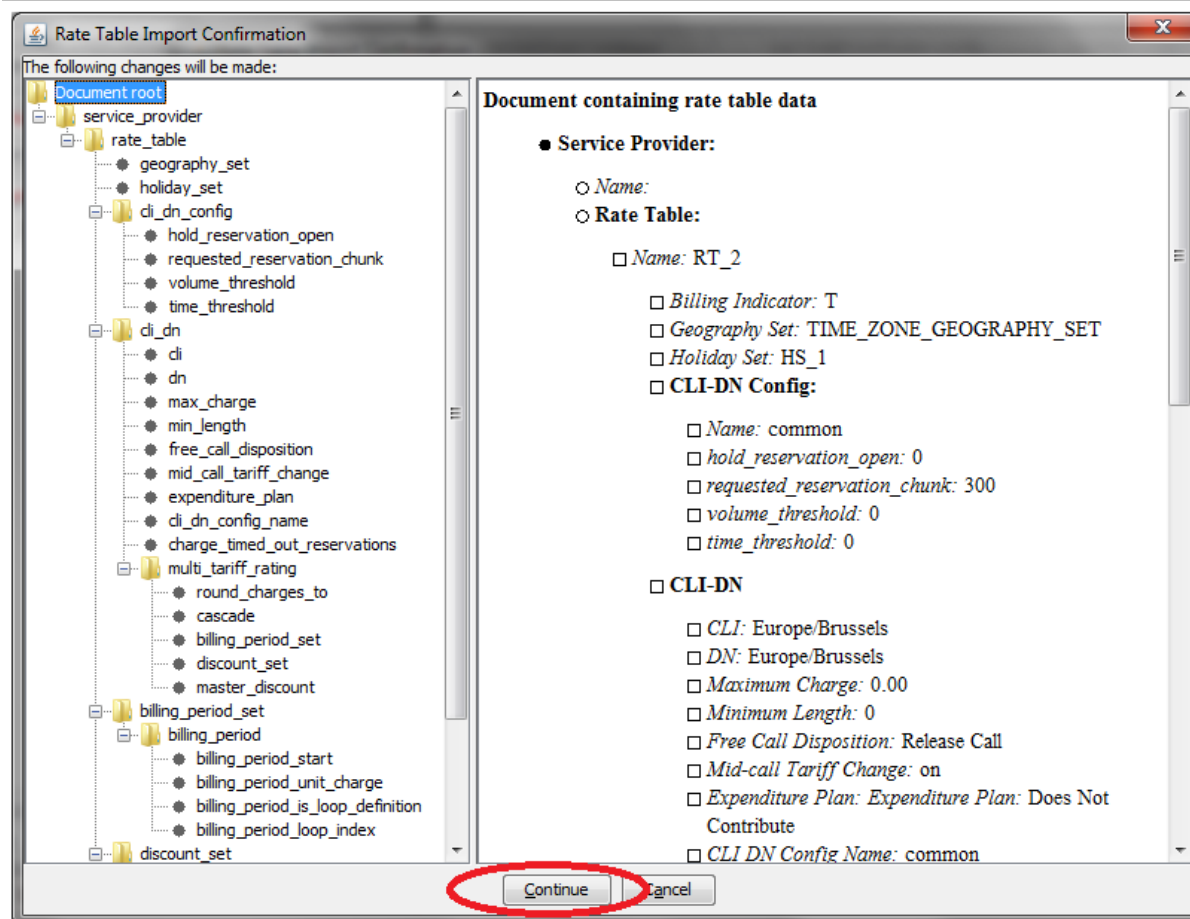 Rate Table Import Confirmation
X
The following changes will be made:
Document root
service_provider
rate_table
geography_set
holiday_set
cli_dn_config
hold_reservation_open
requested_reservation_chunk
volume_threshold
time_threshold
cli_dn
cli
dn
max_charge
min_length
free_call_disposition
mid_call_tariff_change
expenditure_plan
cli_dn_config_name
charge_timed_out_reservations
multi_tariff_rating
round_charges_to
cascade
billing_period_set
discount_set
master_discount
billing_period_set
billing_period
billing_period_start
billing_period_unit_charge
billing_period_is_loop_definition
billing_period_loop_index
discount_set
Document containing rate table data
Service Provider:
Name:
Rate Table:
Name: RT_2
Billing Indicator: T
Geography Set: TIME_ZONE_GEOGRAPHY_SET
Holiday Set: HS_1
CLI-DN Config:
Name: common
hold_reservation_open: 0
requested_reservation_chunk: 300
volume_threshold: 0
time_threshold: 0
CLI-DN
CLI: Europe/Brussels
DN: Europe/Brussels
Maximum Charge: 0.00
Minimum Length: 0
Free Call Disposition: Release Call
Mid-call Tariff Change: on
Expenditure Plan: Expenditure Plan: Does Not
Contribute
CLI DN Config Name: common
Continue
Cancel